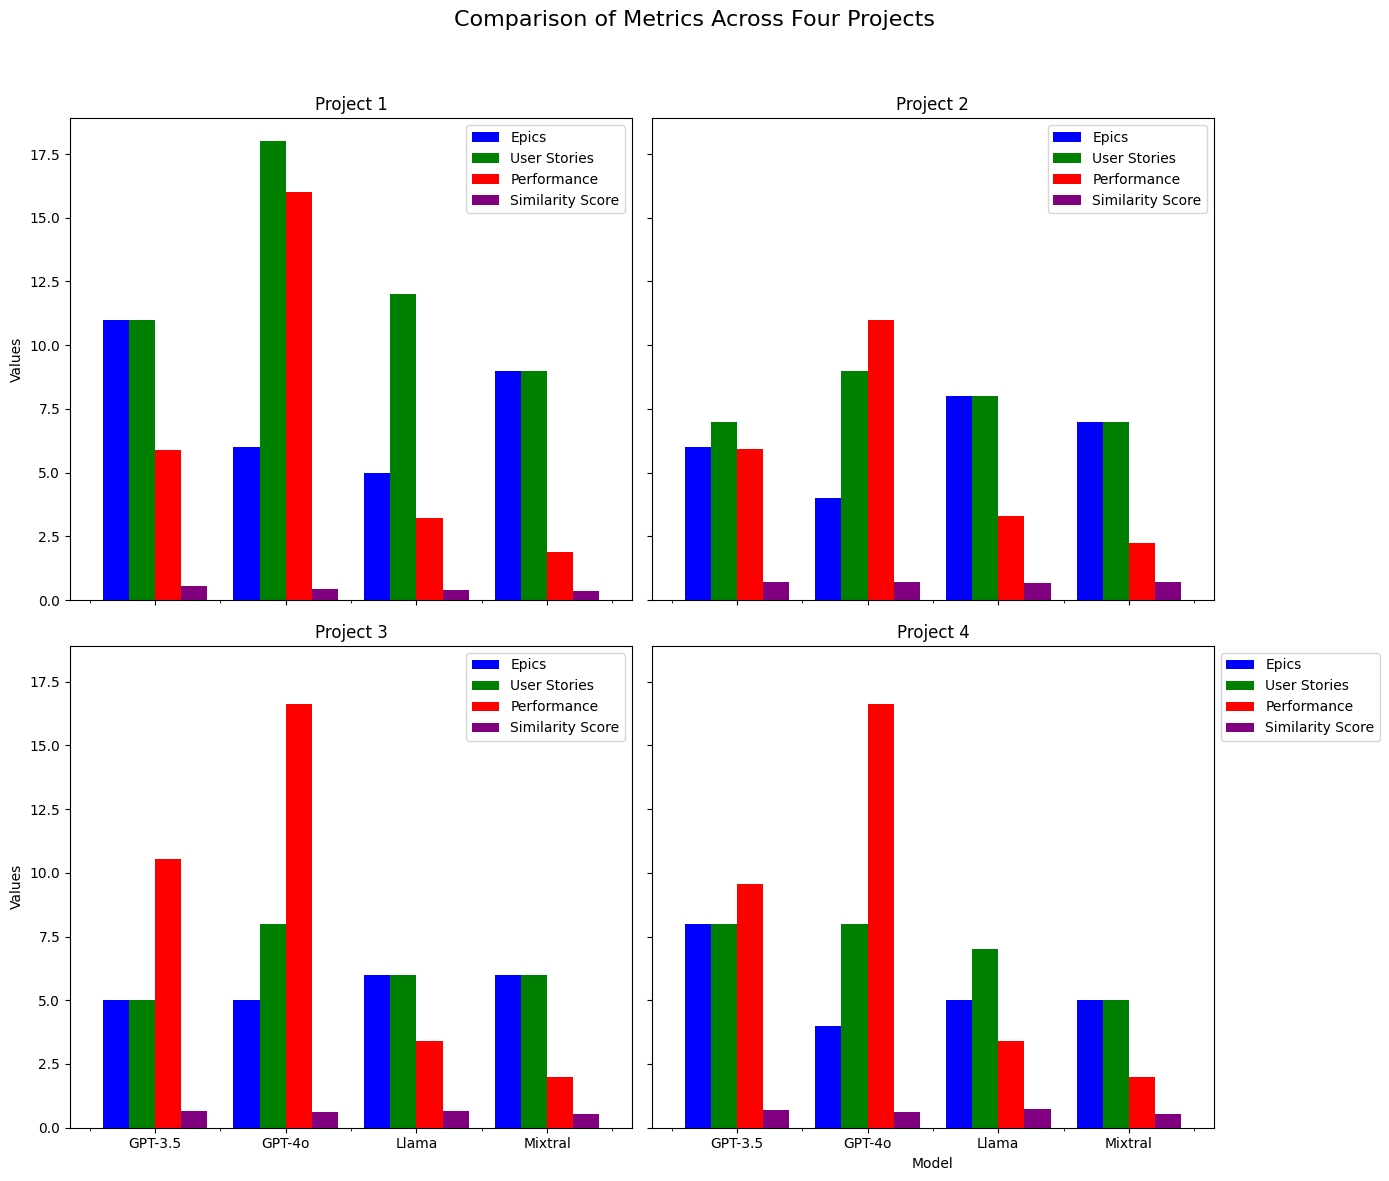 Comparison of Metrics Across Four Projects
Project 1
Epics
User Stories
Performance
Similarity Score
Values
17.5
15.0
12.5
10.0
7.5
5.0
2.5
0.0
Project 2
Epics
User Stories
Performance
Similarity Score
Project 3
Epics
User Stories
Performance
Similarity Score
Values
17.5
15.0
12.5
10.0
7.5
5.0
2.5
0.0
GPT-3.5 GPT-4o Llama Mixtral
Project 4
Epics
User Stories
Performance
Similarity Score
GPT-3.5 GPT-4o Llama Mixtral
Model